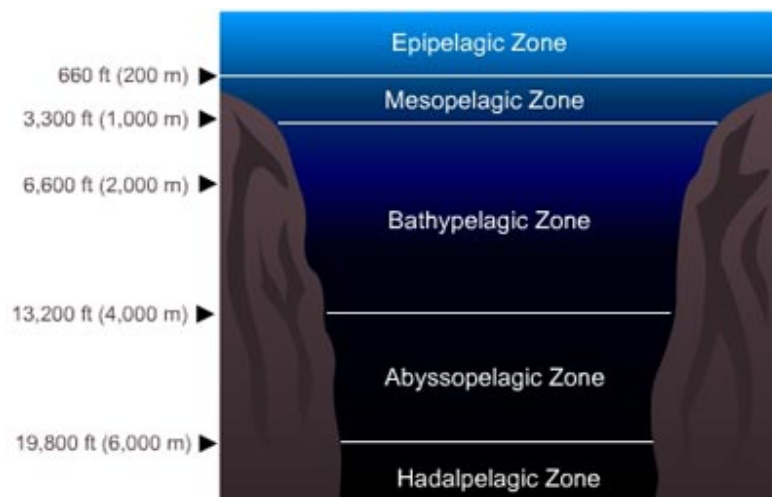 Epipelagic Zone
660 ft (200 m)
Mesopelagic Zone
3,300 ft (1,000 m)
6,600 ft (2,000 m)
Bathypelagic Zone
13,200 ft (4,000 m)
Abyssopelagic Zone
19,800 ft (6,000 m)
Hadalpelagic Zone